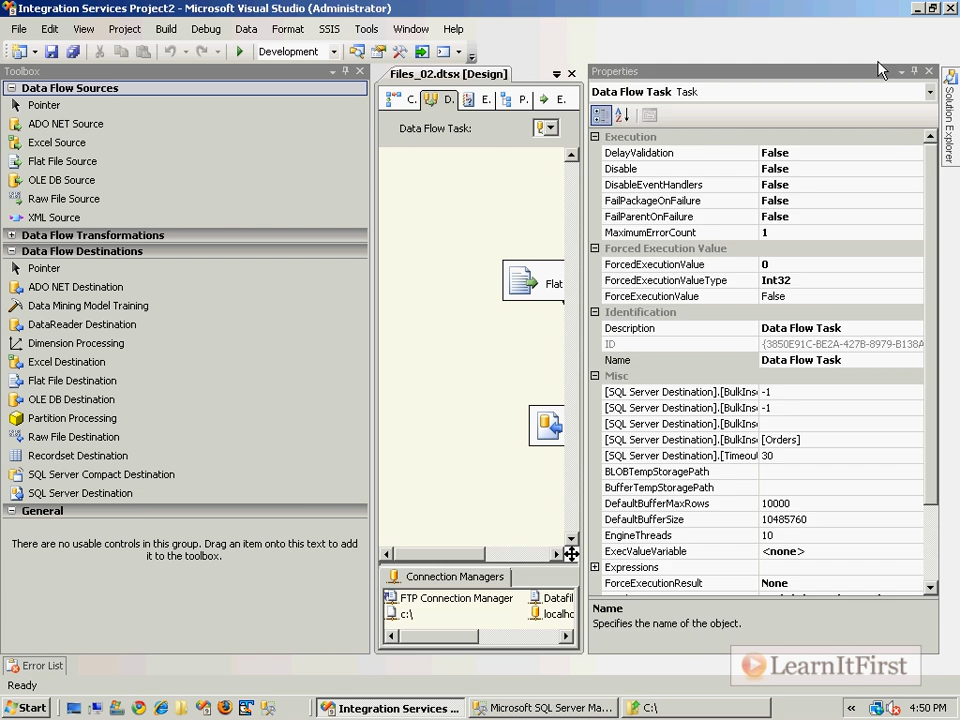 Integration Services Project2 - Microsoft Visual Studio (Administrator)
File Edit View Project Build Debug Data Format SSIS Tools Window Help
Development
Toolbox
Data Flow Sources
Pointer
ADO NET Source
Excel Source
Flat File Source
OLE DB Source
Raw File Source
XML Source
Data Flow Transformations
Data Flow Destinations
Pointer
ADO NET Destination
Data Mining Model Training
DataReader Destination
Dimension Processing
Excel Destination
Flat File Destination
OLE DB Destination
Partition Processing
Raw File Destination
Recordset Destination
SQL Server Compact Destination
SQL Server Destination
General
There are no usable controls in this group. Drag an item onto this text to add
it to the toolbox.
Files_02.dtsx [Design]
C. D. E. P. E.
Data Flow Task:
Flat
Connection Managers
FTP Connection Manager Datafil
c:\ localho
Properties
Data Flow Task Task
Execution
DelayValidation False
Disable False
DisableEventHandlers False
FailPackageOnFailure False
FailParentOnFailure False
MaximumErrorCount 1
Forced Execution Value
ForcedExecutionValue 0
ForcedExecutionValueType Int32
ForceExecutionValue False
Identification
Description Data Flow Task
ID {3850E91C-BE2A-427B-8979-B138A
Name Data Flow Task
Misc
[SQL Server Destination].[BulkInse -1
[SQL Server Destination].[BulkInse -1
[SQL Server Destination].[BulkInse
[SQL Server Destination].[BulkInse [Orders]
[SQL Server Destination].[Timeou 30
BLOBTempStoragePath
BufferTempStoragePath
DefaultBufferMaxRows 10000
DefaultBufferSize 10485760
EngineThreads 10
ExecValueVariable <none>
Expressions
ForceExecutionResult None
Name
Specifies the name of the object.
Solution Explorer
Error List
LearnItFirst
Ready
Start Integration Services ... Microsoft SQL Server Ma... C:\ « 4:50 PM